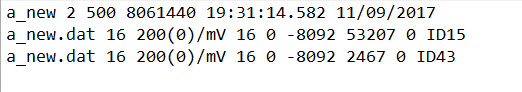 a_new 2 500 8061440 19:31:14.582 11/09/2017
a_new.dat 16 200(0)/mV 16 0 -8092 53207 0 ID15
a_new.dat 16 200(0)/mV 16 0 -8092 2467 0 ID43